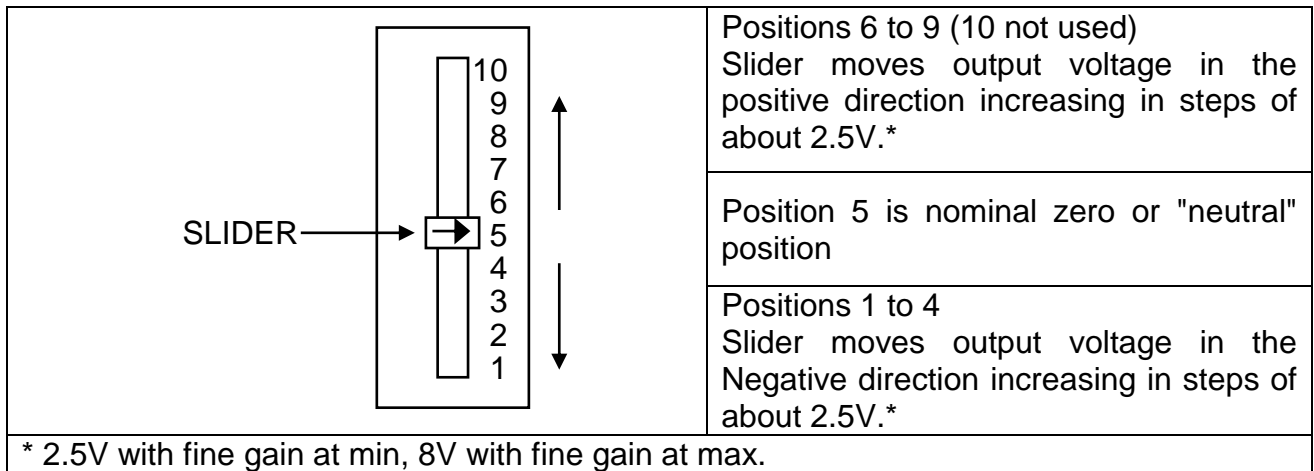 10
9
8
7
6
5
4
3
2
1
SLIDER
Positions 6 to 9 (10 not used)
Slider moves output voltage in the
positive direction increasing in steps of
about 2.5V.*
Position 5 is nominal zero or "neutral"
position
Positions 1 to 4
Slider moves output voltage in the
Negative direction increasing in steps of
about 2.5V.*
* 2.5V with fine gain at min, 8V with fine gain at max.